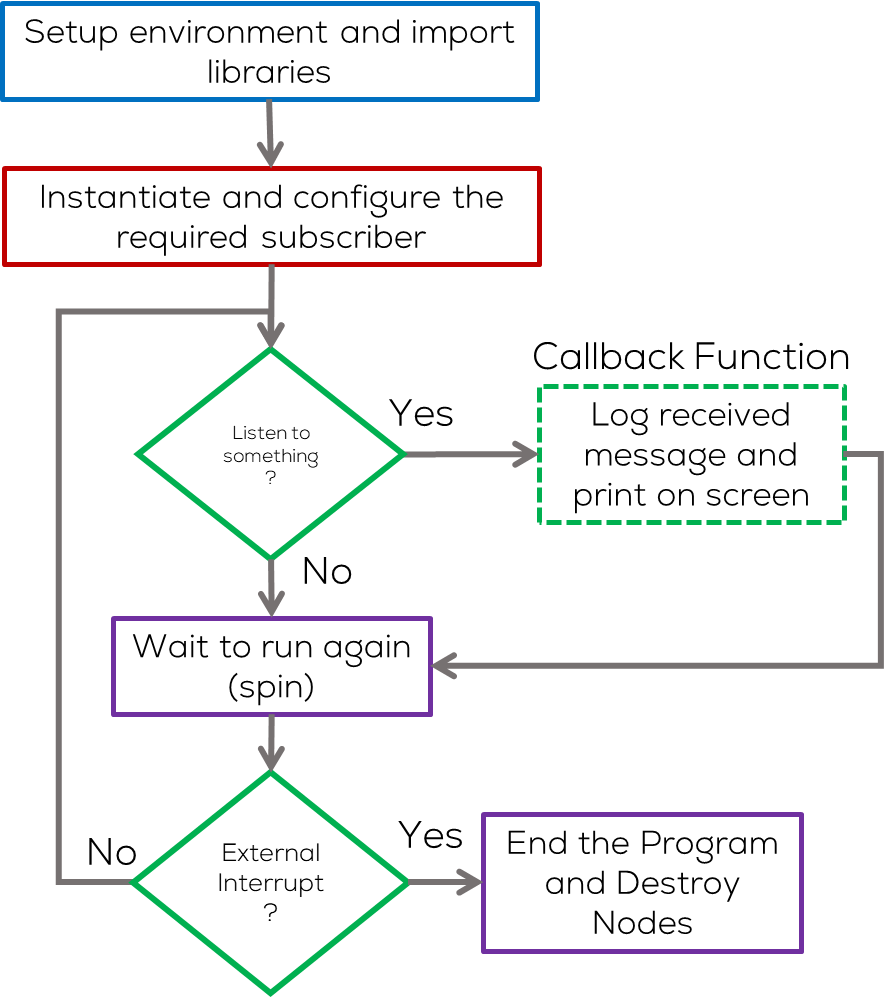 Setup environment and import
libraries
Instantiate and configure the
required subscriber
Callback Function
Listen to
something
?
Yes
Log received
message and
print on screen
No
Wait to run again
(spin)
No
External
Interrupt
?
Yes
End the Program
and Destroy
Nodes